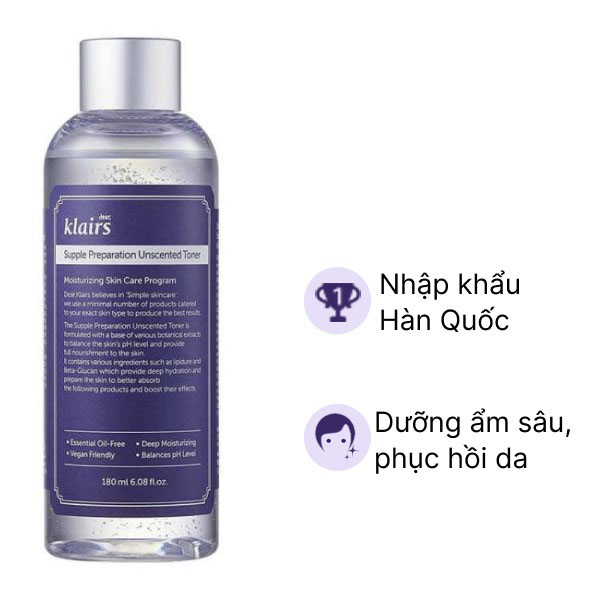 dear,
klairs
Supple Preparation Unscented Toner
Moisturizing Skin Care Program
Dear, Klairs believes in 'Simple skincare:
we use a minimal number of products catered
to your exact skin type to produce the best results.
The Supple Preparation Unscented Toner is
formulated with a base of various botanical extracts
to balance the skin's pH level and provide
full nourishment to the skin.
It contains various ingredients such as lipidure and
Beta-Glucan which provide deep hydration and
prepare the skin to better absorb
the following products and boost their effects.
• Essential Oil-Free • Deep Moisturizing
• Vegan Friendly • Balances pH Level
180 ml 6.08 fl.oz.
1
Nhập khẩu
Hàn Quốc
Dưỡng ẩm sâu,
phục hồi da